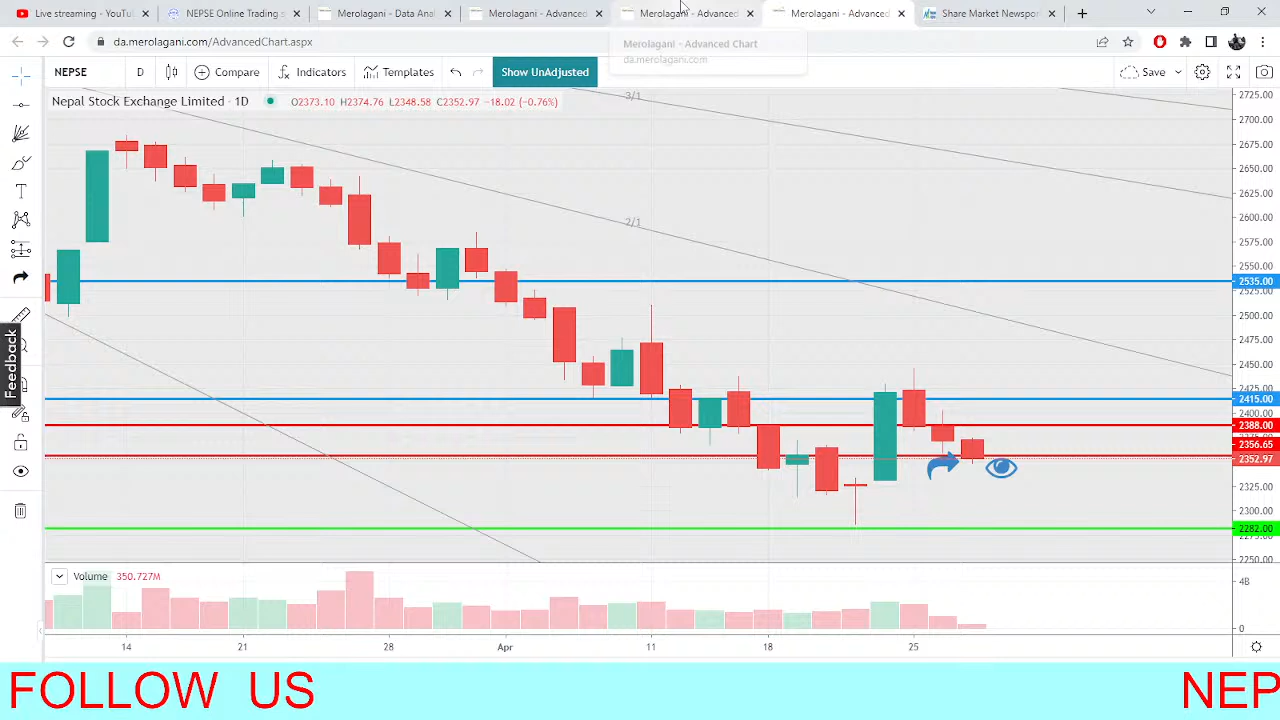 Live streaming - YouTu
NEPSE Online Trading s
Merolagani - Data Anal
Merolagani - Advanced
Merolagani - Advanced
Merolagani - Advanced
Share Market Newspor
da.merolagani.com/AdvancedChart.aspx
Merolagani - Advanced Chart
da.merolagani.com
NEPSE
D
Compare
Indicators
Templates
Show UnAdjusted
Save
Nepal Stock Exchange Limited · 1D
O2373.10 H2374.76 L2348.58 C2352.97 −18.02 (−0.76%)
3/1
2/1
2725.00
2700.00
2675.00
2650.00
2625.00
2600.00
2575.00
2550.00
2535.00
2525.00
2500.00
2475.00
2450.00
2425.00
2415.00
2400.00
2388.00
2356.65
2352.97
2325.00
2300.00
2282.00
2250.00
Feedback
Volume 350.727M
4B
0
14
21
28
Apr
11
18
25
FOLLOW US
NEP